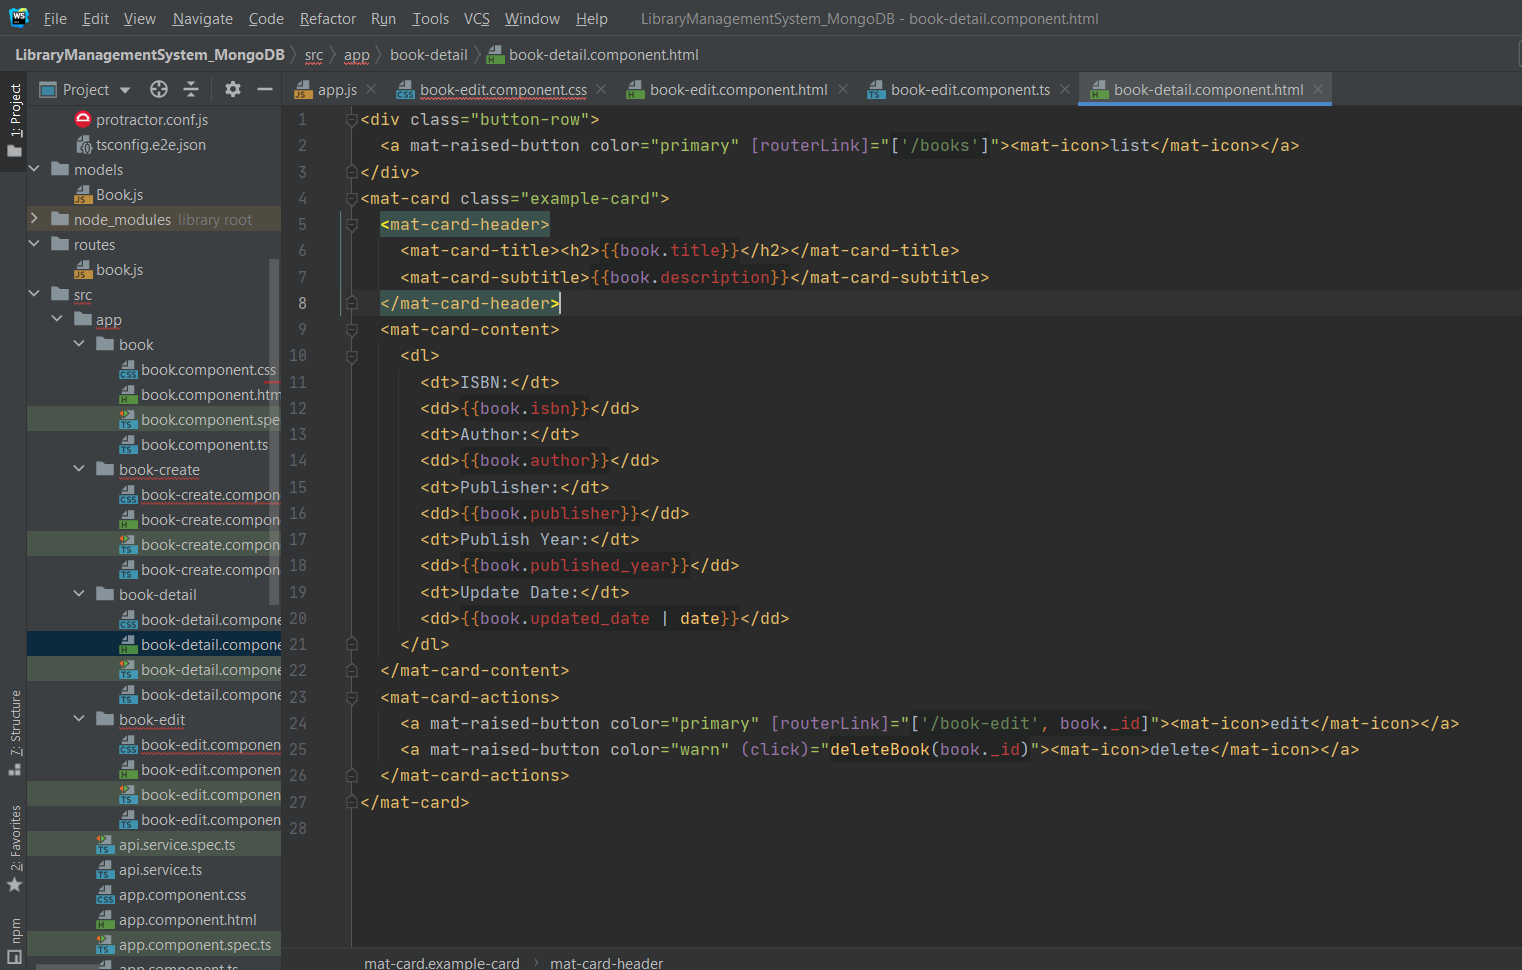 WS File Edit View Navigate Code Refactor Run Tools VCS Window Help LibraryManagementSystem_MongoDB - book-detail.component.html
LibraryManagementSystem_MongoDB src app book-detail book-detail.component.html
1: Project
7: Structure
2: Favorites
npm
Project
protractor.conf.js
tsconfig.e2e.json
models
Book.js
node_modules library root
routes
book.js
src
app
book
book.component.css
book.component.htm
book.component.spe
book.component.ts
book-create
book-create.compon
book-create.compon
book-create.compon
book-create.compon
book-detail
book-detail.compone
book-detail.compone
book-detail.compone
book-detail.compone
book-edit
book-edit.componen
book-edit.componen
book-edit.componen
book-edit.componen
api.service.spec.ts
api.service.ts
app.component.css
app.component.html
app.component.spec.ts
app.component.ts
app.js book-edit.component.css book-edit.component.html book-edit.component.ts book-detail.component.html
1 <div class="button-row">
2 <a mat-raised-button color="primary" [routerLink]="['/books']"><mat-icon>list</mat-icon></a>
3 </div>
4 <mat-card class="example-card">
5 <mat-card-header>
6 <mat-card-title><h2>{{book.title}}</h2></mat-card-title>
7 <mat-card-subtitle>{{book.description}}</mat-card-subtitle>
8 </mat-card-header>
9 <mat-card-content>
10 <dl>
11 <dt>ISBN:</dt>
12 <dd>{{book.isbn}}</dd>
13 <dt>Author:</dt>
14 <dd>{{book.author}}</dd>
15 <dt>Publisher:</dt>
16 <dd>{{book.publisher}}</dd>
17 <dt>Publish Year:</dt>
18 <dd>{{book.published_year}}</dd>
19 <dt>Update Date:</dt>
20 <dd>{{book.updated_date | date}}</dd>
21 </dl>
22 </mat-card-content>
23 <mat-card-actions>
24 <a mat-raised-button color="primary" [routerLink]="['/book-edit', book._id]"><mat-icon>edit</mat-icon></a>
25 <a mat-raised-button color="warn" (click)="deleteBook(book._id)"><mat-icon>delete</mat-icon></a>
26 </mat-card-actions>
27 </mat-card>
28
mat-card.example-card mat-card-header